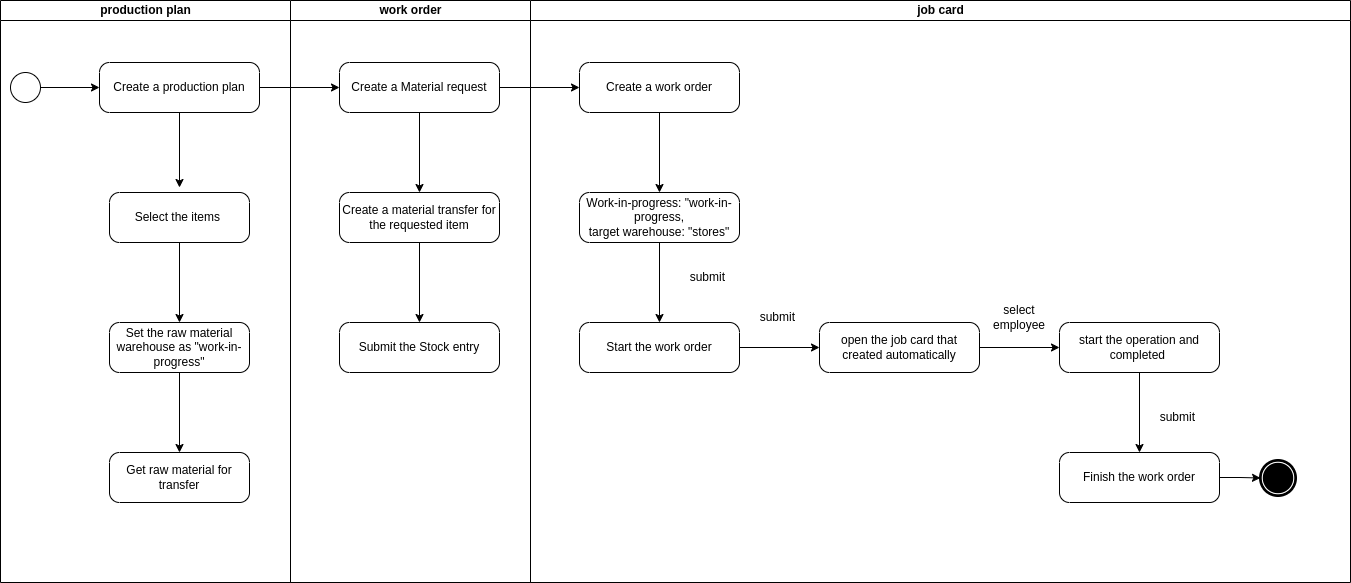 production plan
work order
job card
Create a production plan
Create a Material request
Create a work order
Select the items
Create a material transfer for
the requested item
Work-in-progress: "work-in-
progress,
target warehouse: "stores"
submit
Set the raw material
warehouse as "work-in-
progress"
Submit the Stock entry
Start the work order
submit
open the job card that
created automatically
select
employee
start the operation and
completed
submit
Get raw material for
transfer
Finish the work order